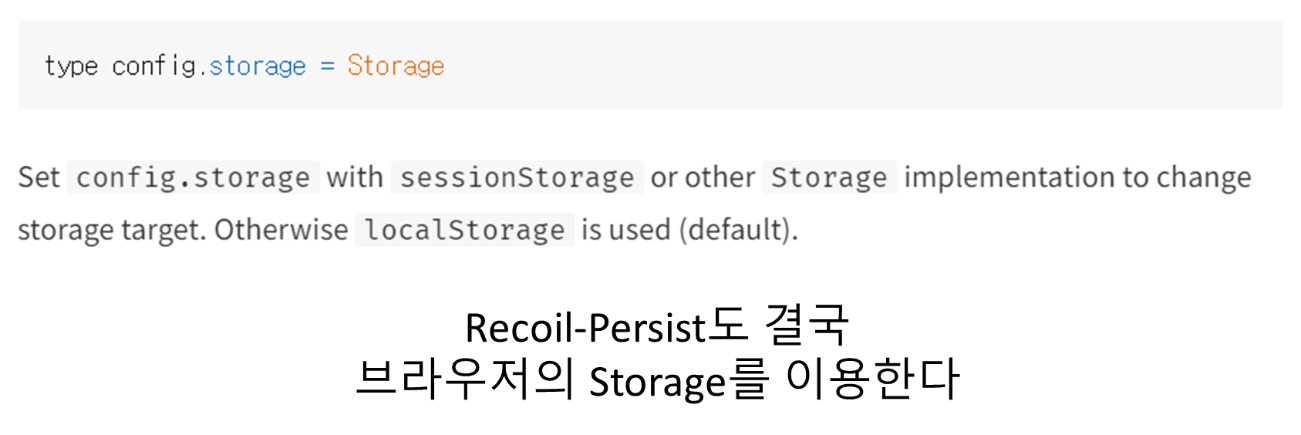 type config.storage = Storage
Set config.storage with sessionStorage or other Storage implementation to change
storage target. Otherwise localStorage is used (default).
Recoil-Persist도 결국
브라우저의 Storage를 이용한다